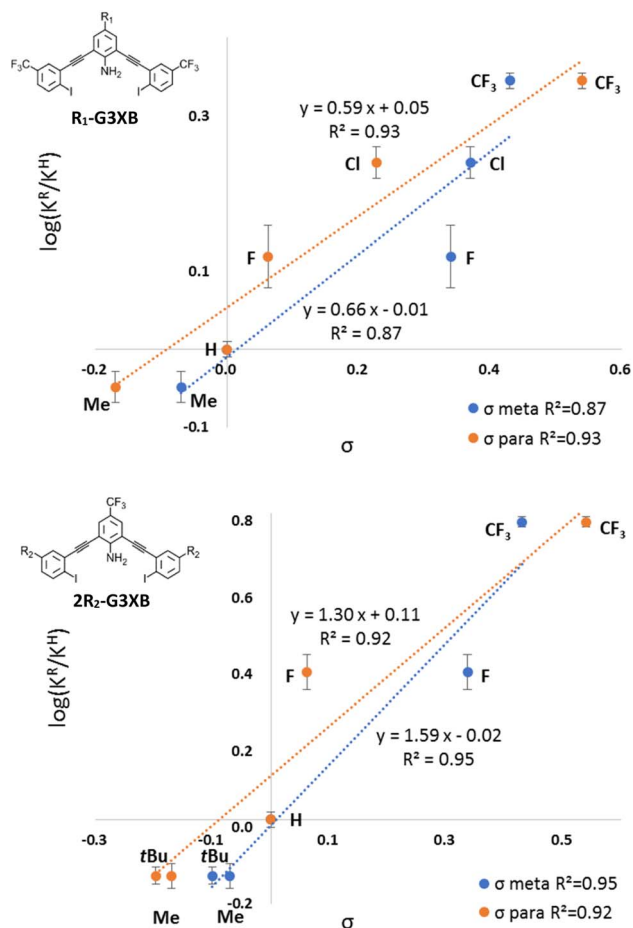 R₁
F₃C
CF₃
NH₂
I
I
R₁-G3XB
log(Kᴿ/Kᴴ)
0.3
0.1
-0.1
y = 0.59 x + 0.05
R² = 0.93
CF₃
CF₃
Cl
Cl
F
F
y = 0.66 x - 0.01
R² = 0.87
H
-0.2
0.0
0.2
0.4
0.6
Me
Me
σ meta R²=0.87
σ para R²=0.93
σ
CF₃
R₂
R₂
NH₂
I
I
2R₂-G3XB
log(Kᴿ/Kᴴ)
0.8
0.6
0.4
0.2
0.0
-0.2
CF₃
CF₃
y = 1.30 x + 0.11
R² = 0.92
F
F
y = 1.59 x - 0.02
R² = 0.95
H
-0.3
-0.1
0.1
0.3
0.5
tBu
tBu
Me
Me
σ meta R²=0.95
σ para R²=0.92
σ